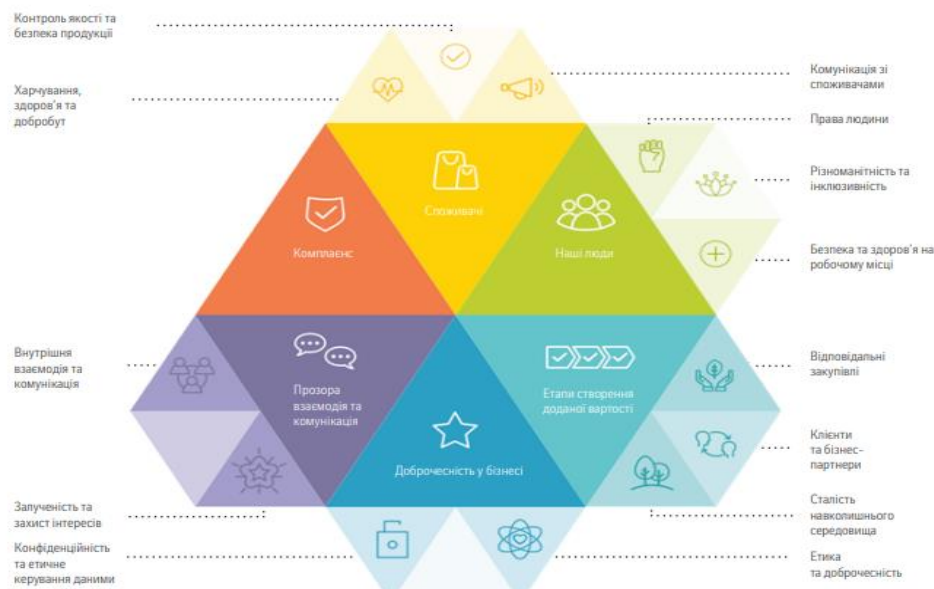 Контроль якості та
безпека продукції
Харчування,
здоров'я та
добробут
Комунікація зі
споживачами
Права людини
Різноманітність та
інклюзивність
Безпека та здоров'я на
робочому місці
Споживачі
Комплаєнс
Наші люди
Внутрішня
взаємодія та
комунікація
Прозора
взаємодія та
комунікація
Етапи створення
доданої вартості
Доброчесність у бізнесі
Відповідальні
закупівлі
Клієнти
та бізнес-
партнери
Залученість та
захист інтересів
Сталість
навколишнього
середовища
Конфіденційність
та етичне
керування даними
Етика
та доброчесність